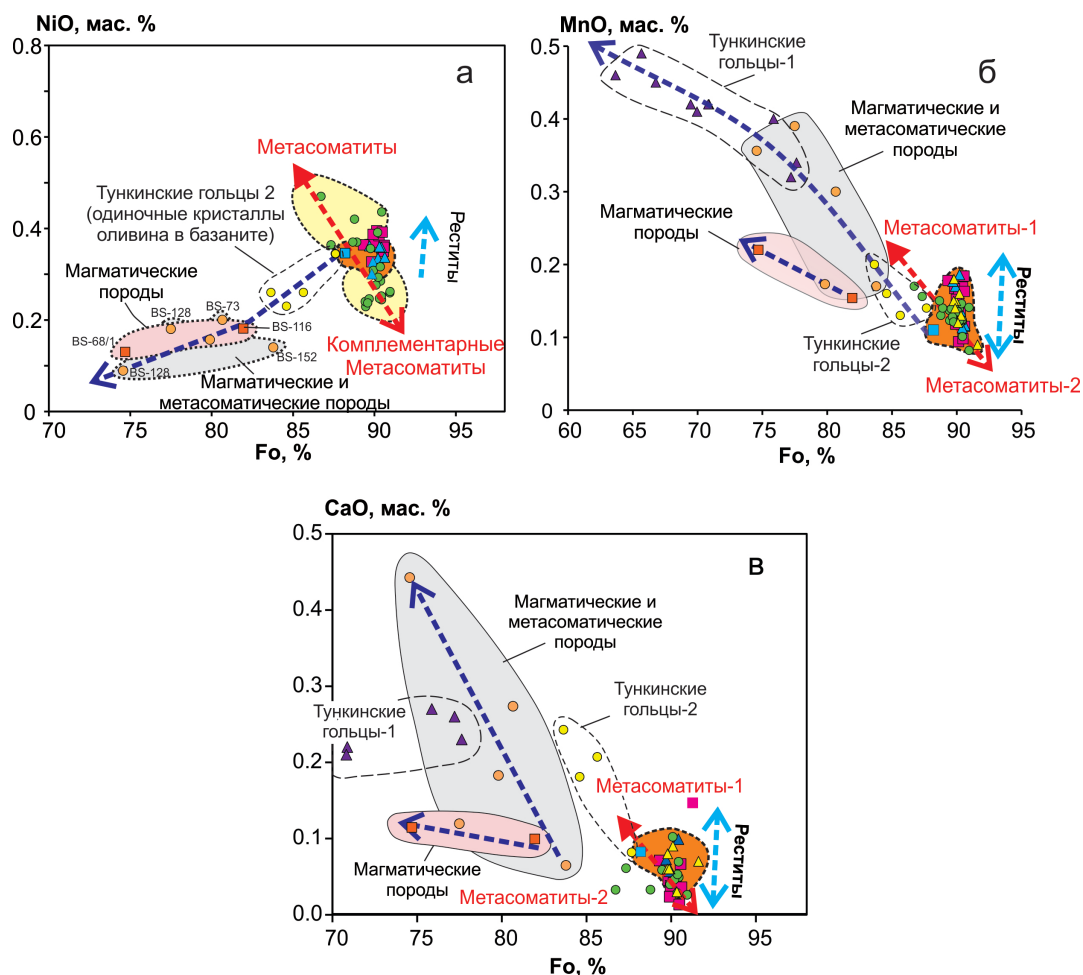 NiO, мас. %
0.8
0.6
0.4
0.2
0
50
75
80
85
90
95
Fo, %
а
Метасоматиты
Тункинские гольцы 2
(одиночные кристаллы
оливина в базаните)
Реститы
Магматические
породы
BS-128
BS-73
BS-68/1
BS-116
BS-152
BS-128
Комплементарные
Метасоматиты
Магматические и
метасоматические породы
MnO, мас. %
0.5
0.4
0.3
0.2
0.1
0
60
65
70
75
80
85
90
95
Fo, %
б
Тункинские
гольцы-1
Магматические и
метасоматические
породы
Магматические
породы
Метасоматиты-1
Реститы
Тункинские
гольцы-2
Метасоматиты-2
CaO, мас. %
0.5
0.4
0.3
0.2
0.1
0.0
70
75
80
85
90
95
Fo, %
в
Магматические и
метасоматические
породы
Тункинские
гольцы-1
Тункинские
гольцы-2
Метасоматиты-1
Реститы
Магматические
породы
Метасоматиты-2